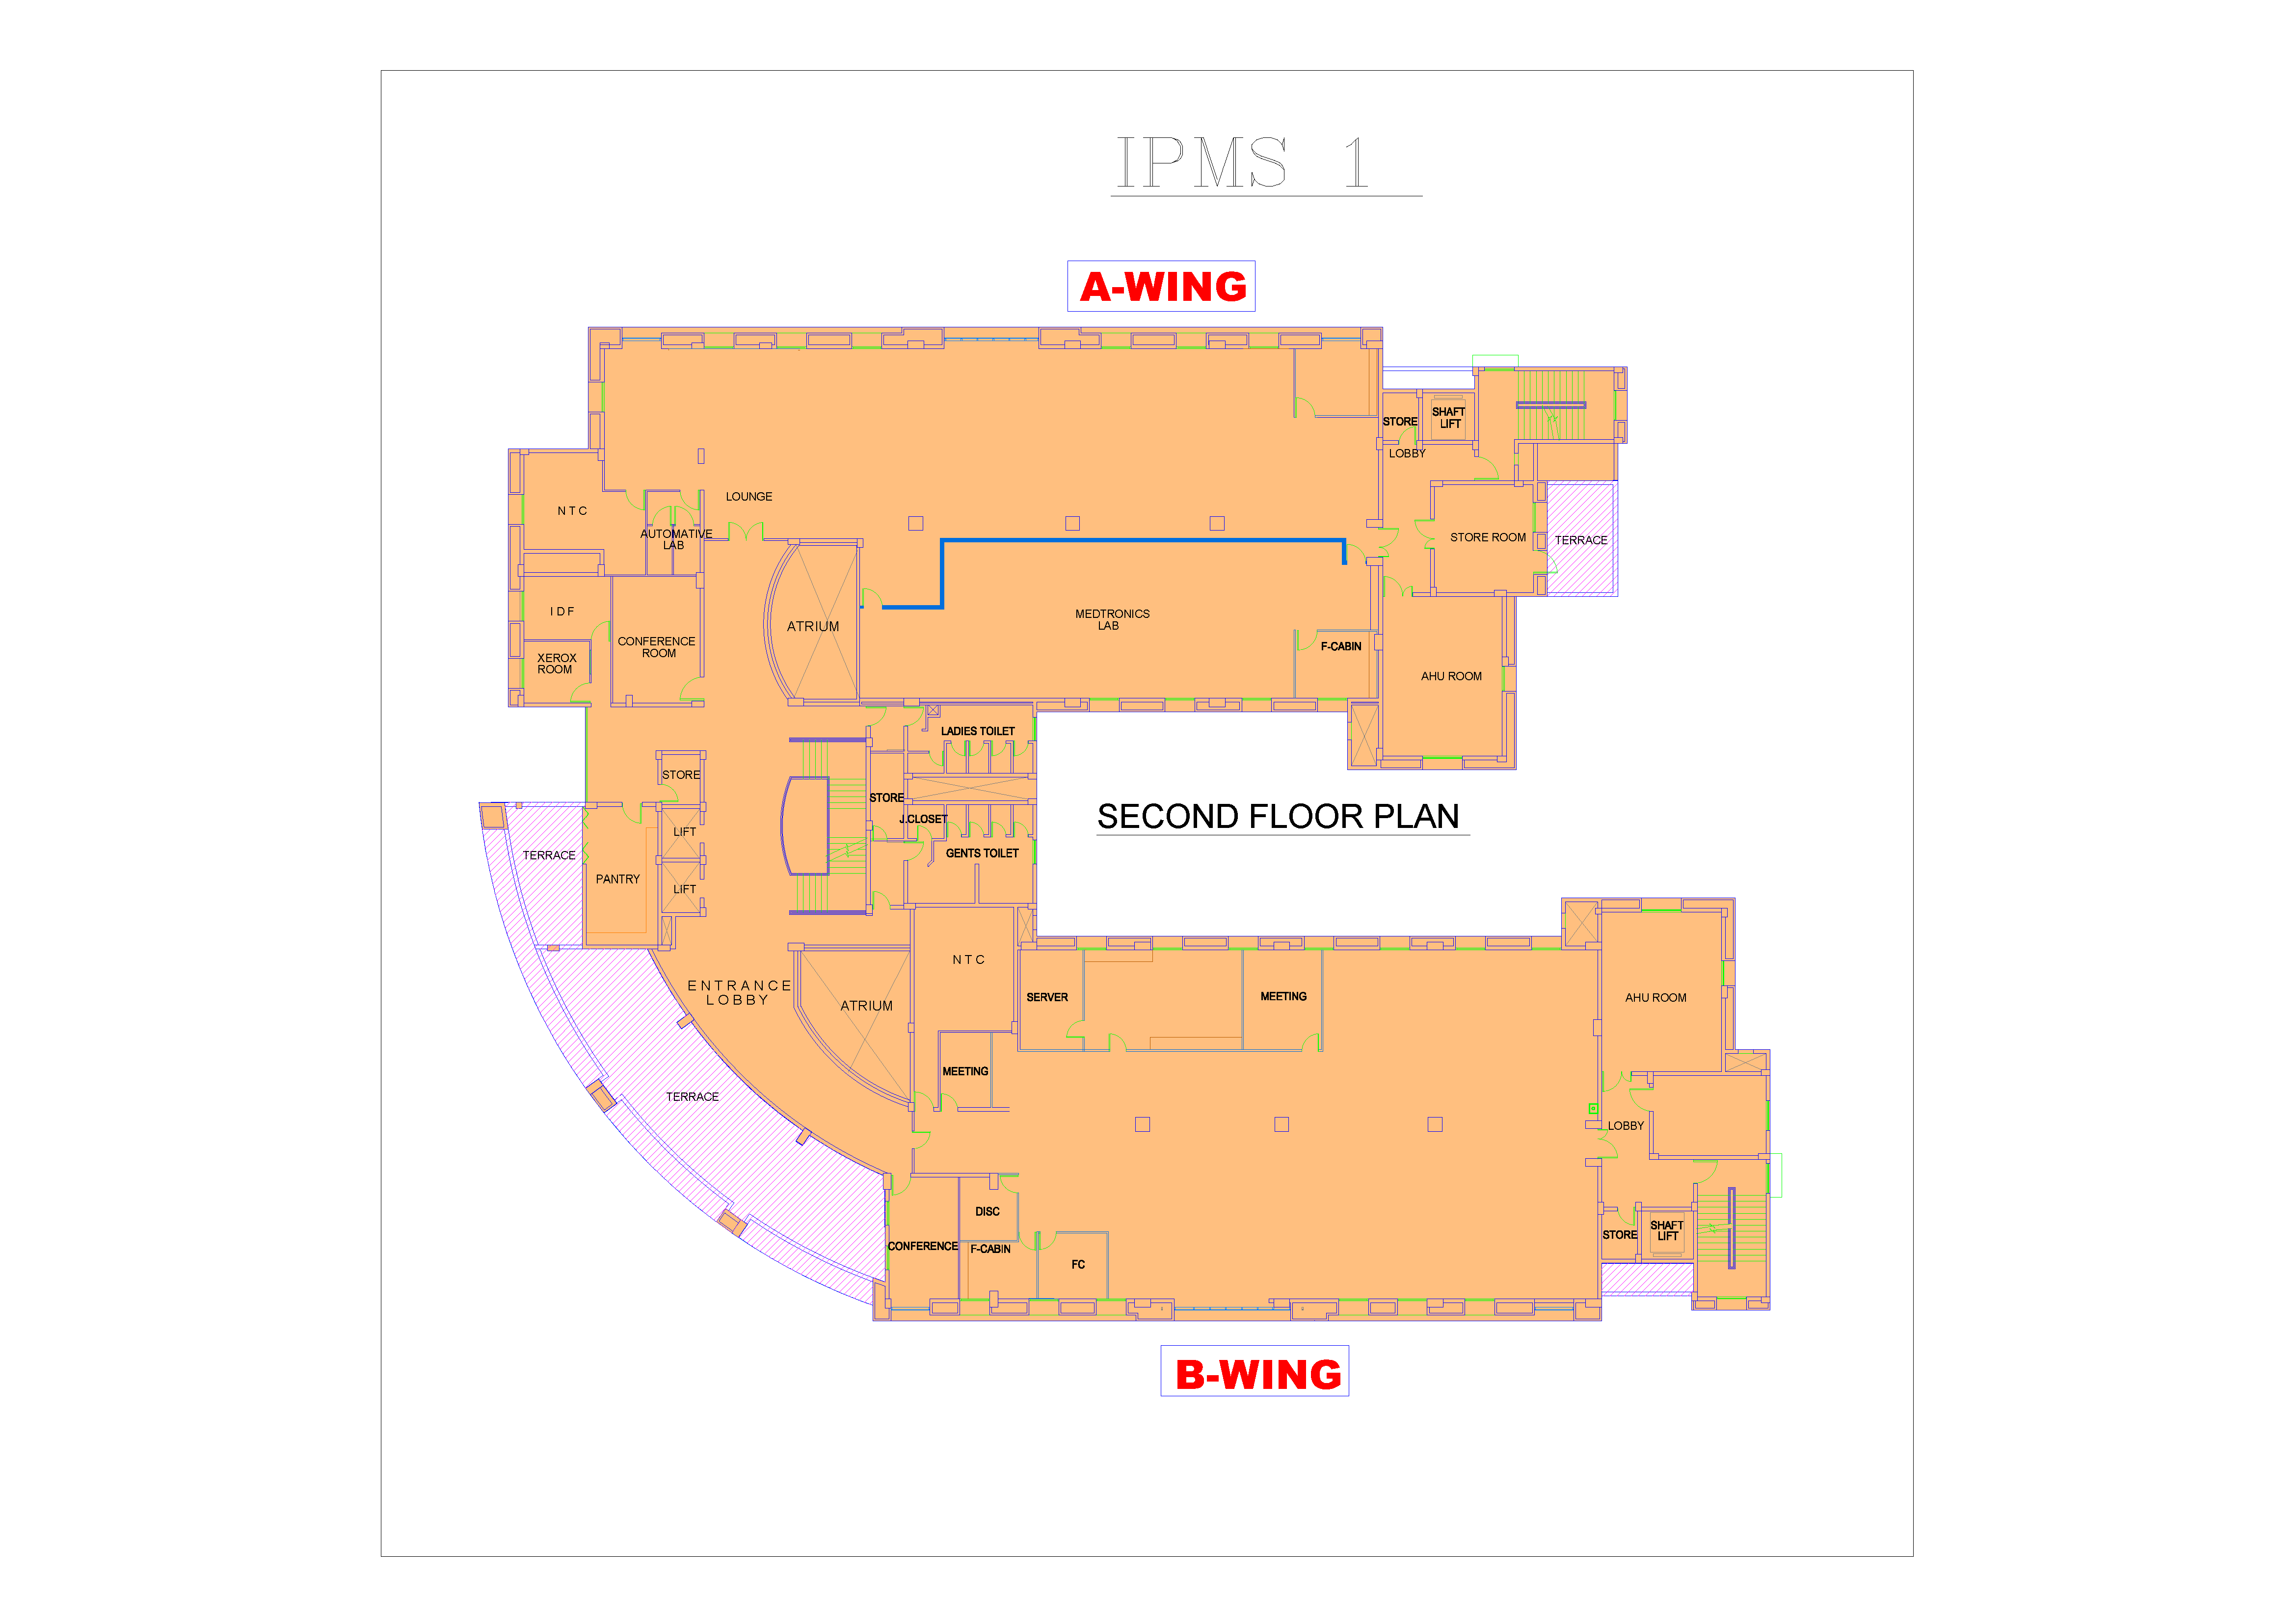 IPMS 1
A-WING
STORE
SHAFT
LIFT
LOBBY
LOUNGE
N T C
AUTOMATIVE
LAB
STORE ROOM
TERRACE
I D F
ATRIUM
MEDTRONICS
LAB
CONFERENCE
ROOM
F-CABIN
XEROX
ROOM
AHU ROOM
LADIES TOILET
STORE
STORE
J.CLOSET
SECOND FLOOR PLAN
LIFT
TERRACE
GENTS TOILET
PANTRY
LIFT
N T C
ENTRANCE
LOBBY
ATRIUM
SERVER
MEETING
AHU ROOM
MEETING
TERRACE
LOBBY
DISC
CONFERENCE
F-CABIN
FC
STORE
SHAFT
LIFT
B-WING